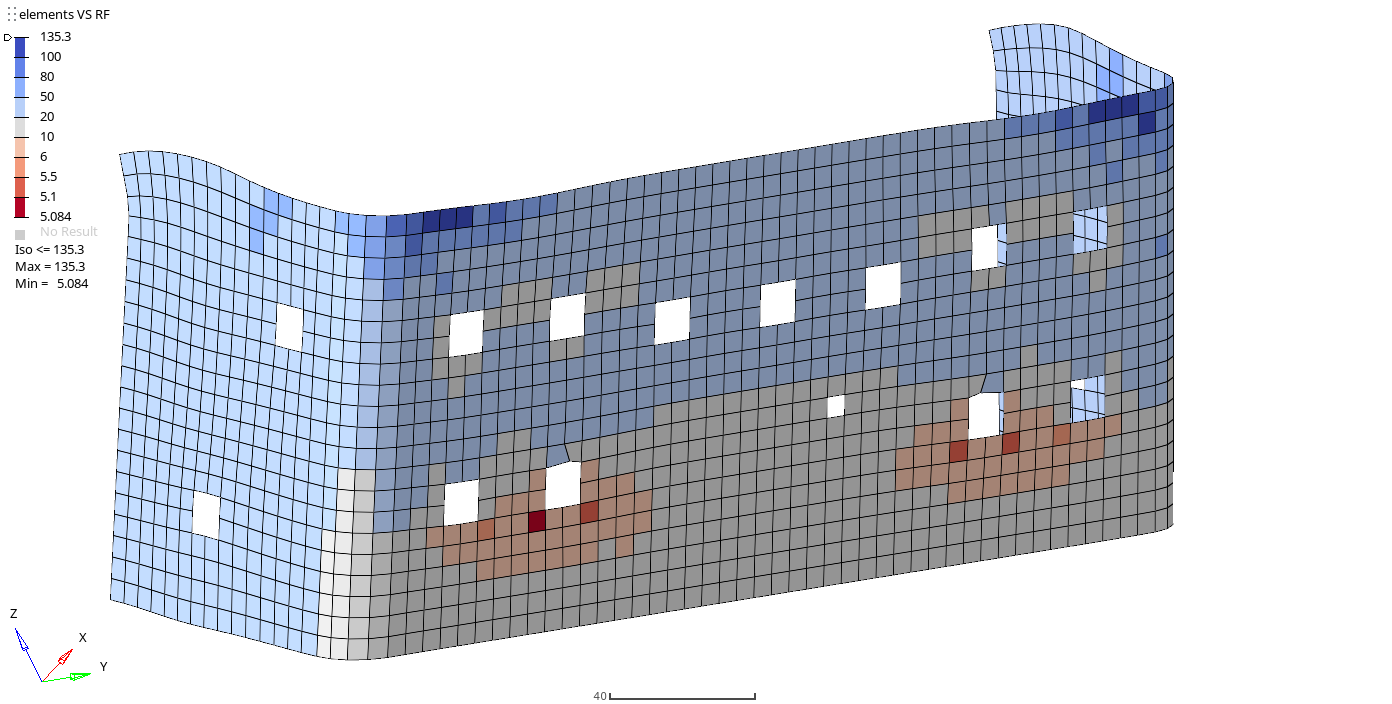 elements VS RF
135.3
100
80
50
20
10
6
5.5
5.1
5.084
No Result
Iso <= 135.3
Max = 135.3
Min = 5.084
Z
X
Y
40